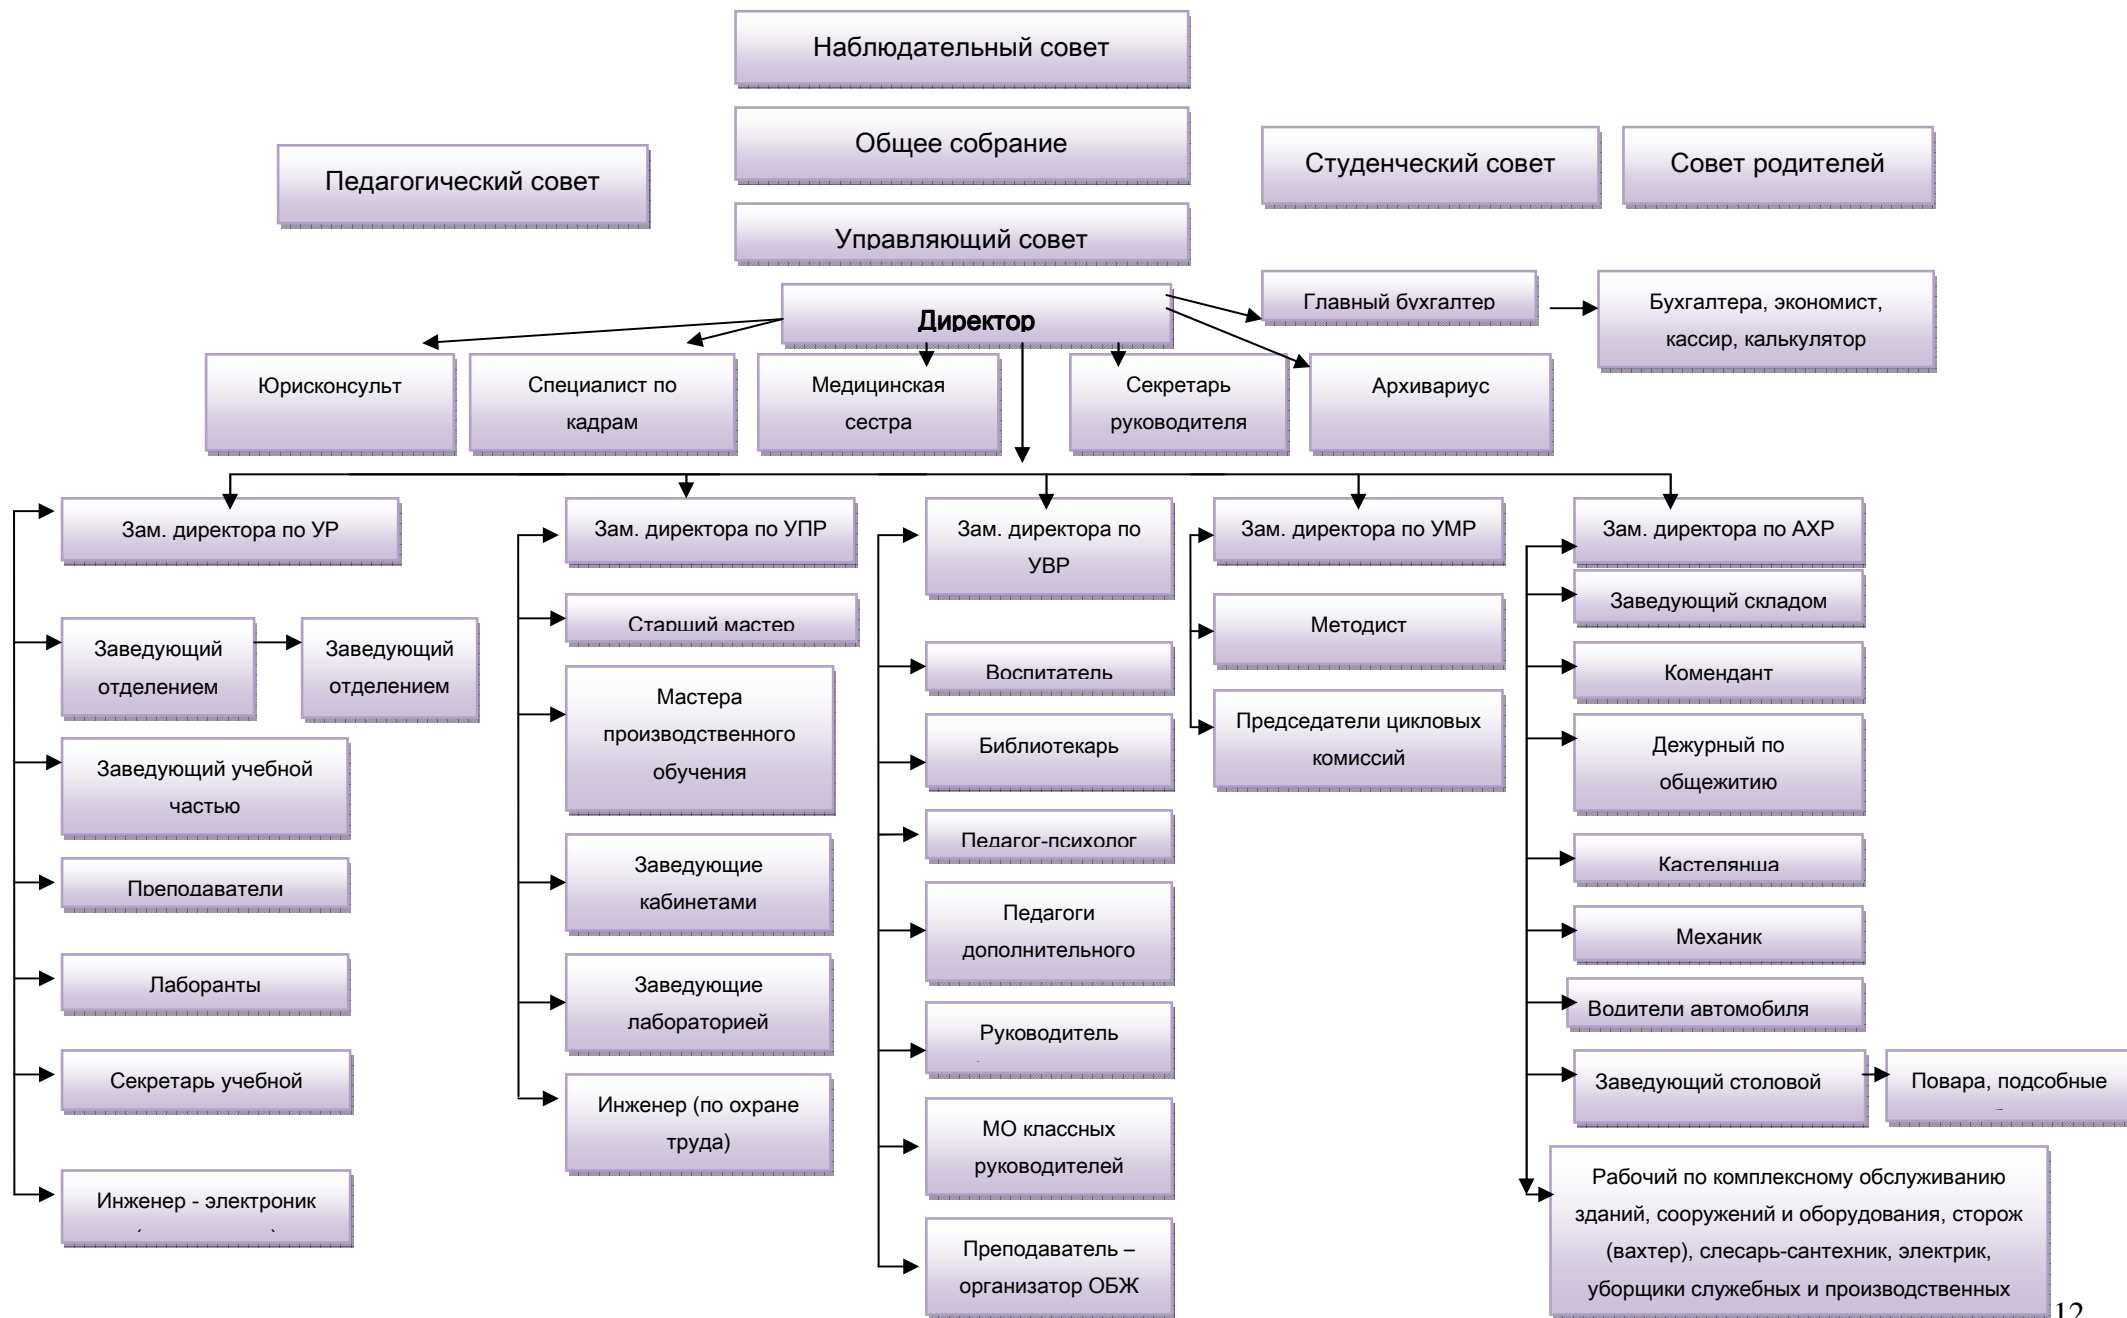 Наблюдательный совет
Общее собрание
Педагогический совет
Студенческий совет
Совет родителей
Управляющий совет
Директор
Главный бухгалтер
Бухгалтера, экономист,
кассир, калькулятор
Юрисконсульт
Специалист по
кадрам
Медицинская
сестра
Секретарь
руководителя
Архивариус
Зам. директора по УР
Заведующий
отделением
Заведующий
отделением
Заведующий учебной
частью
Преподаватели
Лаборанты
Секретарь учебной
Инженер - электроник
Зам. директора по УПР
Старший мастер
Мастера
производственного
обучения
Заведующие
кабинетами
Заведующие
лабораторией
Инженер (по охране
труда)
Зам. директора по
УВР
Воспитатель
Библиотекарь
Педагог-психолог
Педагоги
дополнительного
Руководитель
МО классных
руководителей
Преподаватель –
организатор ОБЖ
Зам. директора по УМР
Методист
Председатели цикловых
комиссий
Зам. директора по АХР
Заведующий складом
Комендант
Дежурный по
общежитию
Кастелянша
Механик
Водители автомобиля
Заведующий столовой
Повара, подсобные
Рабочий по комплексному обслуживанию
зданий, сооружений и оборудования, сторож
(вахтер), слесарь-сантехник, электрик,
уборщики служебных и производственных
12